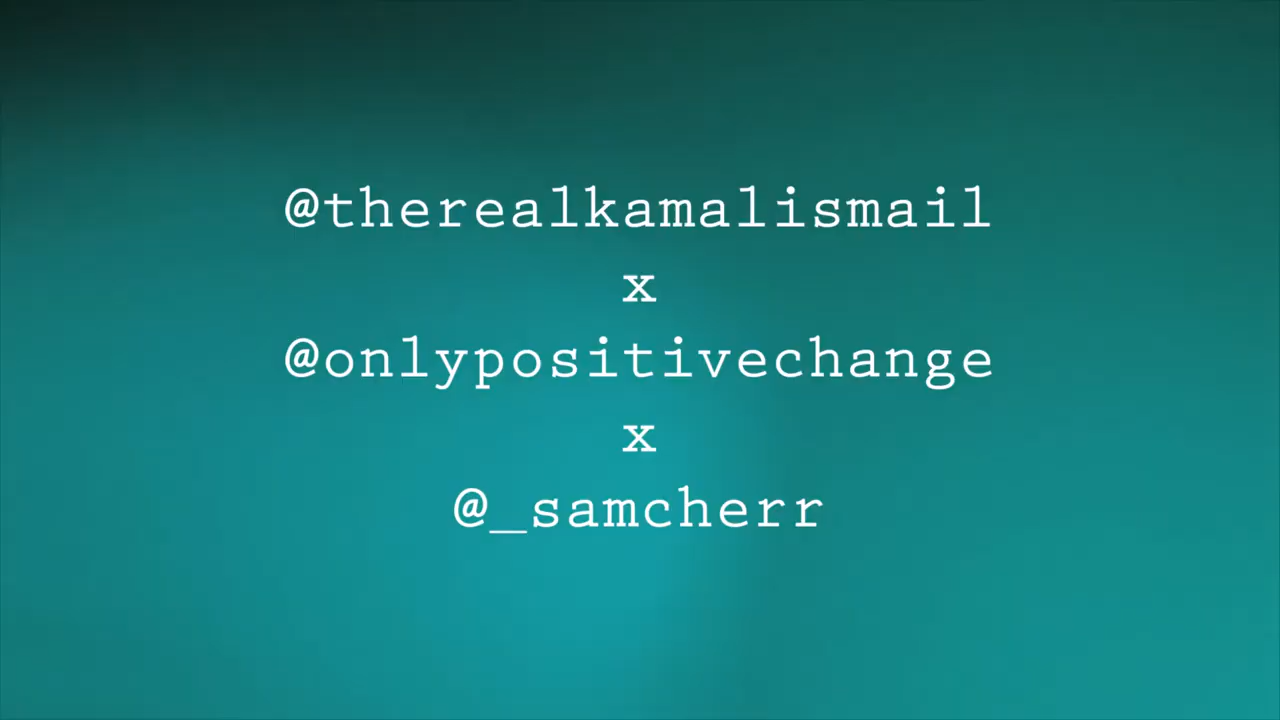 @therealkamalismail
x
@onlypositivechange
x
@_samcherr